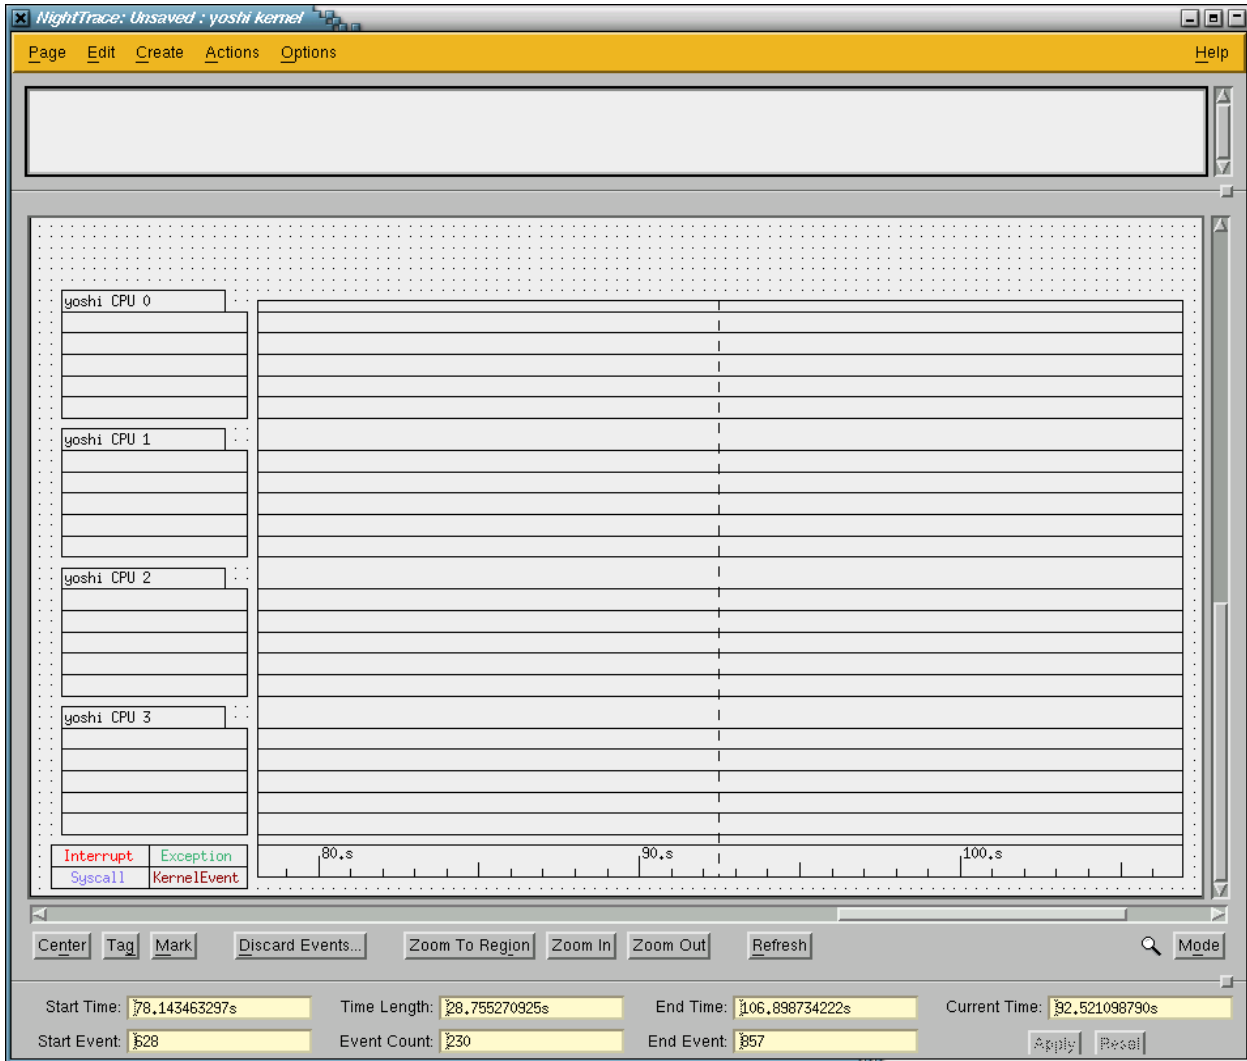 NightTrace: Unsaved : yoshi kernel
Page Edit Create Actions Options Help
yoshi CPU 0
yoshi CPU 1
yoshi CPU 2
yoshi CPU 3
Interrupt Exception
Syscall KernelEvent
80.s 90.s 100.s
Center Tag Mark Discard Events... Zoom To Region Zoom In Zoom Out Refresh Mode
Start Time: 78.143463297s Time Length: 28.755270925s End Time: 106.898734222s Current Time: 92.521098790s
Start Event: 628 Event Count: 230 End Event: 857 Apply Reset